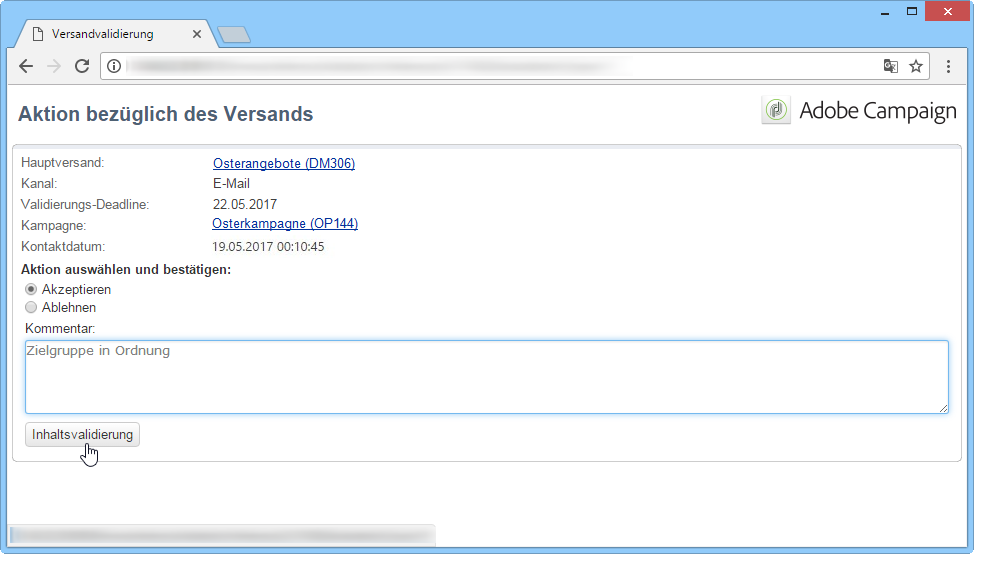 Versandvalidierung
Aktion bezüglich des Versands
Adobe Campaign
Hauptversand: Osterangebote (DM306)
Kanal: E-Mail
Validierungs-Deadline: 22.05.2017
Kampagne: Osterkampagne (OP144)
Kontaktdatum: 19.05.2017 00:10:45
Aktion auswählen und bestätigen:
Akzeptieren
Ablehnen
Kommentar:
Zielgruppe in Ordnung
Inhaltsvalidierung